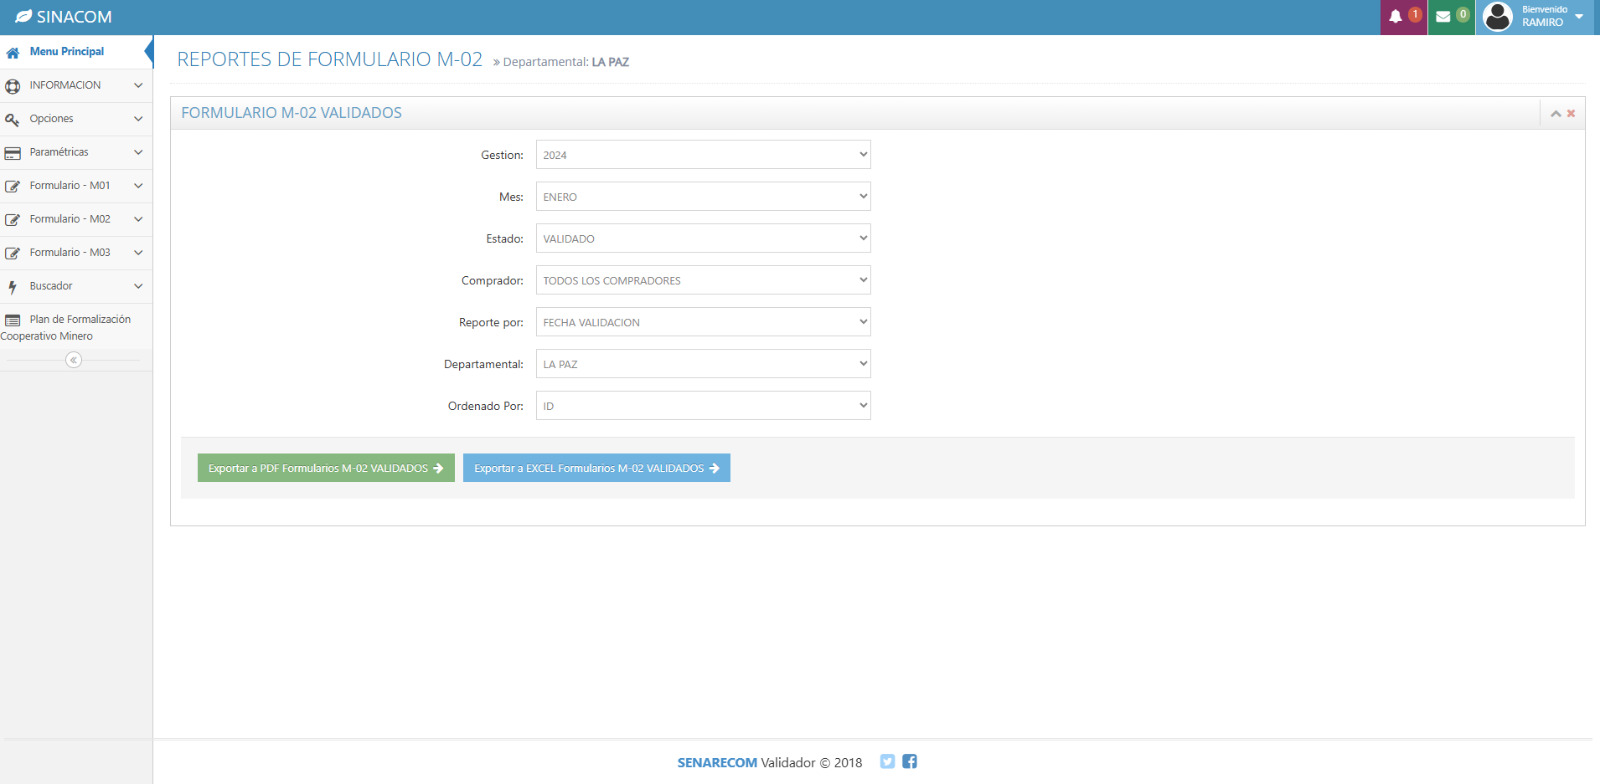 SINACOM
1
0
Bienvenido
RAMIRO
Menu Principal
INFORMACION
Opciones
Paramétricas
Formulario - M01
Formulario - M02
Formulario - M03
Buscador
Plan de Formalización
Cooperativo Minero
REPORTES DE FORMULARIO M-02 » Departamental: LA PAZ
FORMULARIO M-02 VALIDADOS
Gestion: 2024
Mes: ENERO
Estado: VALIDADO
Comprador: TODOS LOS COMPRADORES
Reporte por: FECHA VALIDACION
Departamental: LA PAZ
Ordenado Por: ID
Exportar a PDF Formularios M-02 VALIDADOS Exportar a EXCEL Formularios M-02 VALIDADOS
SENARECOM Validador © 2018